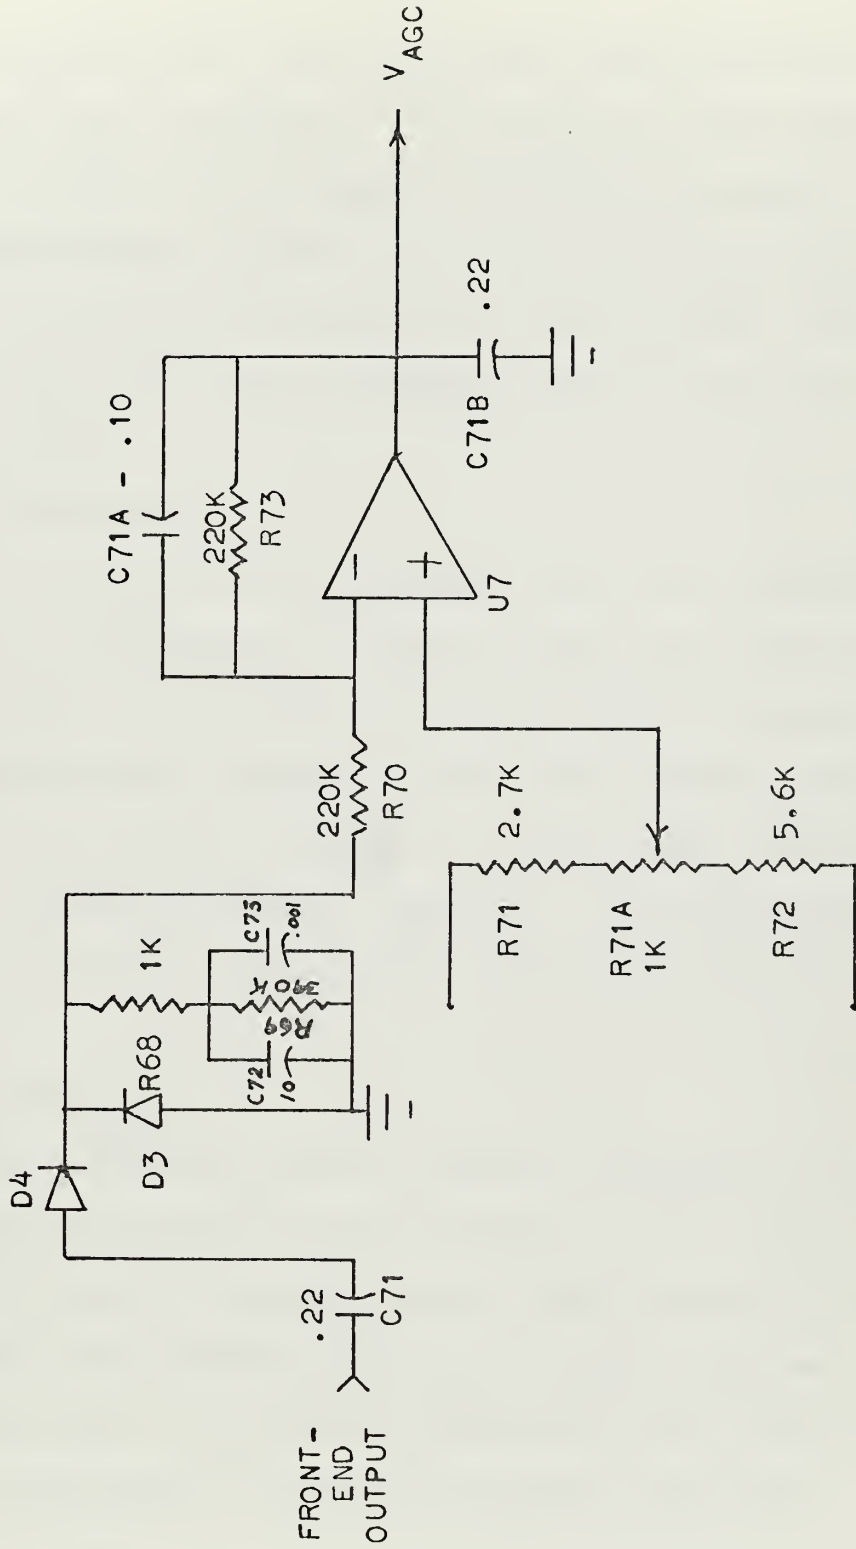 FRONT-
END
OUTPUT
.22
C71
D4
D3
R68
1K
C72
10
R69
390K
C73
.001
220K
R70
C71A - .10
220K
R73
-
+
U7
C71B
.22
V AGC
R71
2.7K
R71A
1K
R72
5.6K